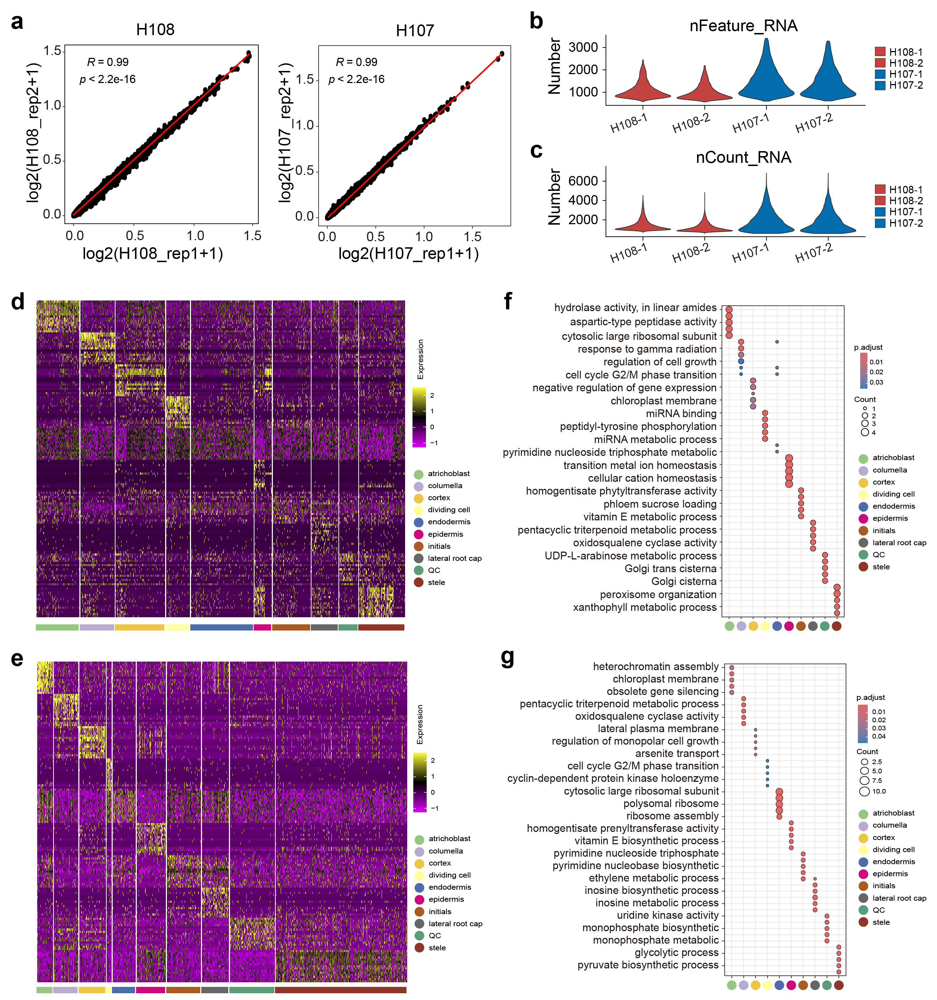 a
H108
R = 0.99
p < 2.2e-16
log2(H108_rep2+1)
1.5
1.0
0.5
0.0
0.0 0.5 1.0 1.5
log2(H108_rep1+1)
H107
R = 0.99
p < 2.2e-16
log2(H107_rep2+1)
1.5
1.0
0.5
0.0
0.0 0.5 1.0 1.5
log2(H107_rep1+1)
b
nFeature_RNA
Number
3000
2000
1000
H108-1
H108-2
H107-1
H107-2
H108-1
H108-2
H107-1
H107-2
c
nCount_RNA
Number
6000
4000
2000
H108-1
H108-2
H107-1
H107-2
H108-1
H108-2
H107-1
H107-2
d
Expression
2
1
0
−1
atrichoblast
columella
cortex
dividing cell
endodermis
epidermis
initials
lateral root cap
QC
stele
f
hydrolase activity, in linear amides
aspartic-type peptidase activity
cytosolic large ribosomal subunit
response to gamma radiation
regulation of cell growth
cell cycle G2/M phase transition
negative regulation of gene expression
chloroplast membrane
miRNA binding
peptidyl-tyrosine phosphorylation
miRNA metabolic process
pyrimidine nucleoside triphosphate metabolic
transition metal ion homeostasis
cellular cation homeostasis
homogentisate phytyltransferase activity
phloem sucrose loading
vitamin E metabolic process
pentacyclic triterpenoid metabolic process
oxidosqualene cyclase activity
UDP-L-arabinose metabolic process
Golgi trans cisterna
Golgi cisterna
peroxisome organization
xanthophyll metabolic process
p.adjust
0.01
0.02
0.03
Count
1
2
3
4
atrichoblast
columella
cortex
dividing cell
endodermis
epidermis
initials
lateral root cap
QC
stele
e
Expression
2
1
0
−1
atrichoblast
columella
cortex
dividing cell
endodermis
epidermis
initials
lateral root cap
QC
stele
g
heterochromatin assembly
chloroplast membrane
obsolete gene silencing
pentacyclic triterpenoid metabolic process
oxidosqualene cyclase activity
lateral plasma membrane
regulation of monopolar cell growth
arsenite transport
cell cycle G2/M phase transition
cyclin-dependent protein kinase holoenzyme
cytosolic large ribosomal subunit
polysomal ribosome
ribosome assembly
homogentisate prenyltransferase activity
vitamin E biosynthetic process
pyrimidine nucleoside triphosphate
pyrimidine nucleobase biosynthetic
ethylene metabolic process
inosine biosynthetic process
inosine metabolic process
uridine kinase activity
monophosphate biosynthetic
monophosphate metabolic
glycolytic process
pyruvate biosynthetic process
p.adjust
0.01
0.02
0.03
0.04
Count
2.5
5.0
7.5
10.0
atrichoblast
columella
cortex
dividing cell
endodermis
epidermis
initials
lateral root cap
QC
stele